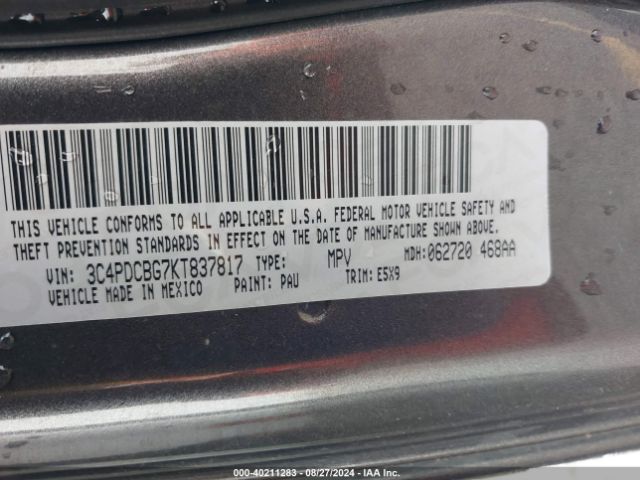 THIS VEHICLE CONFORMS TO ALL APPLICABLE U.S.A. FEDERAL MOTOR VEHICLE SAFETY AND
THEFT PREVENTION STANDARDS IN EFFECT ON THE DATE OF MANUFACTURE SHOWN ABOVE.
VIN: 3C4PDCBG7KT837817 TYPE: MPV MDH: 062720 468AA
VEHICLE MADE IN MEXICO PAINT: PAU TRIM: E5X9
000-40211283 - 08/27/2024 - IAA Inc.